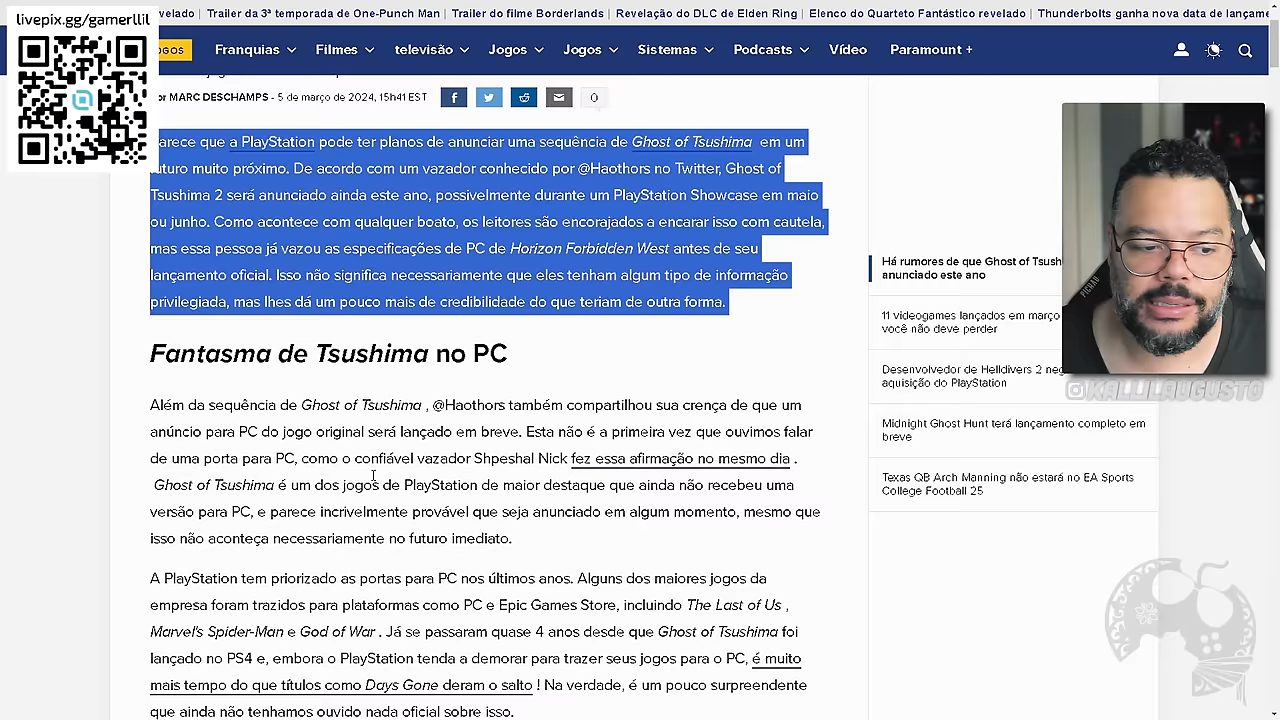 livepix.gg/gamerllil
velado | Trailer da 3ª temporada de One-Punch Man | Trailer do filme Borderlands | Revelação do DLC de Elden Ring | Elenco do Quarteto Fantástico revelado | Thunderbolts ganha nova data de lançame
OGOS Franquias Filmes televisão Jogos Jogos Sistemas Podcasts Vídeo Paramount +
or MARC DESCHAMPS - 5 de março de 2024, 15h41 EST 0
arece que a PlayStation pode ter planos de anunciar uma sequência de Ghost of Tsushima em um
uturo muito próximo. De acordo com um vazador conhecido por @Haothors no Twitter, Ghost of
Tsushima 2 será anunciado ainda este ano, possivelmente durante um PlayStation Showcase em maio
ou junho. Como acontece com qualquer boato, os leitores são encorajados a encarar isso com cautela,
mas essa pessoa já vazou as especificações de PC de Horizon Forbidden West antes de seu
lançamento oficial. Isso não significa necessariamente que eles tenham algum tipo de informação
privilegiada, mas lhes dá um pouco mais de credibilidade do que teriam de outra forma.
Fantasma de Tsushima no PC
Além da sequência de Ghost of Tsushima , @Haothors também compartilhou sua crença de que um
anúncio para PC do jogo original será lançado em breve. Esta não é a primeira vez que ouvimos falar
de uma porta para PC, como o confiável vazador Shpeshal Nick fez essa afirmação no mesmo dia .
Ghost of Tsushima é um dos jogos de PlayStation de maior destaque que ainda não recebeu uma
versão para PC, e parece incrivelmente provável que seja anunciado em algum momento, mesmo que
isso não aconteça necessariamente no futuro imediato.
A PlayStation tem priorizado as portas para PC nos últimos anos. Alguns dos maiores jogos da
empresa foram trazidos para plataformas como PC e Epic Games Store, incluindo The Last of Us ,
Marvel's Spider-Man e God of War . Já se passaram quase 4 anos desde que Ghost of Tsushima foi
lançado no PS4 e, embora o PlayStation tenda a demorar para trazer seus jogos para o PC, é muito
mais tempo do que títulos como Days Gone deram o salto ! Na verdade, é um pouco surpreendente
que ainda não tenhamos ouvido nada oficial sobre isso.
Há rumores de que Ghost of Tsush
anunciado este ano
11 videogames lançados em março
você não deve perder
Desenvolvedor de Helldivers 2 neg
aquisição do PlayStation
Midnight Ghost Hunt terá lançamento completo em
breve
Texas QB Arch Manning não estará no EA Sports
College Football 25
PICHAU
@KALLILAUGUSTO